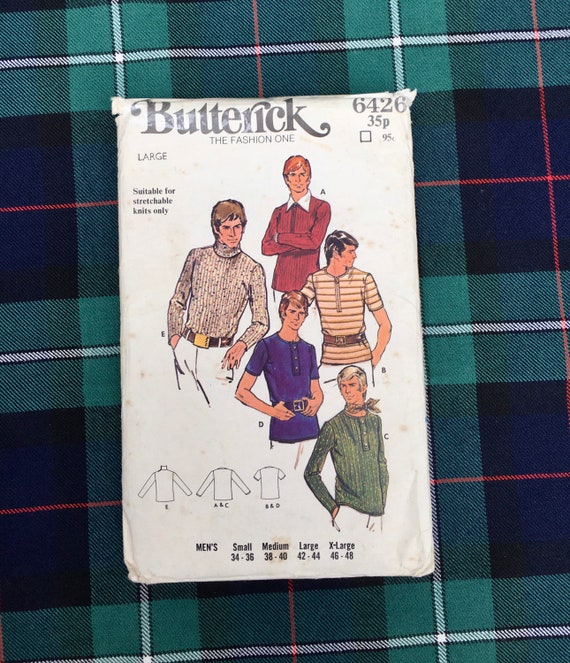 Butterick 6426
THE FASHION ONE 35p
LARGE 95c
Suitable for
stretchable
knits only
A
E
B
D
C
E. A&C B&D
MEN'S Small Medium Large X-Large
34-36 38-40 42-44 46-48